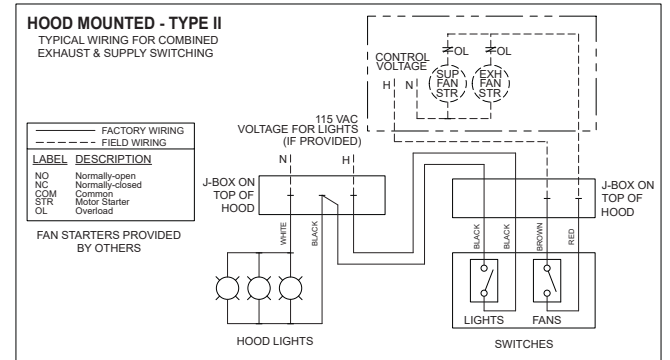 HOOD MOUNTED - TYPE II
TYPICAL WIRING FOR COMBINED
EXHAUST & SUPPLY SWITCHING
FACTORY WIRING
FIELD WIRING
LABEL DESCRIPTION
NO Normally-open
NC Normally-closed
COM Common
STR Motor Starter
OL Overload
FAN STARTERS PROVIDED
BY OTHERS
OL
OL
CONTROL
VOLTAGE
H N
SUP
FAN
STR
EXH
FAN
STR
115 VAC
VOLTAGE FOR LIGHTS
(IF PROVIDED)
N H
J-BOX ON
TOP OF
HOOD
J-BOX ON
TOP OF
HOOD
WHITE
BLACK
BLACK
BLACK
BROWN
RED
LIGHTS FANS
HOOD LIGHTS
SWITCHES